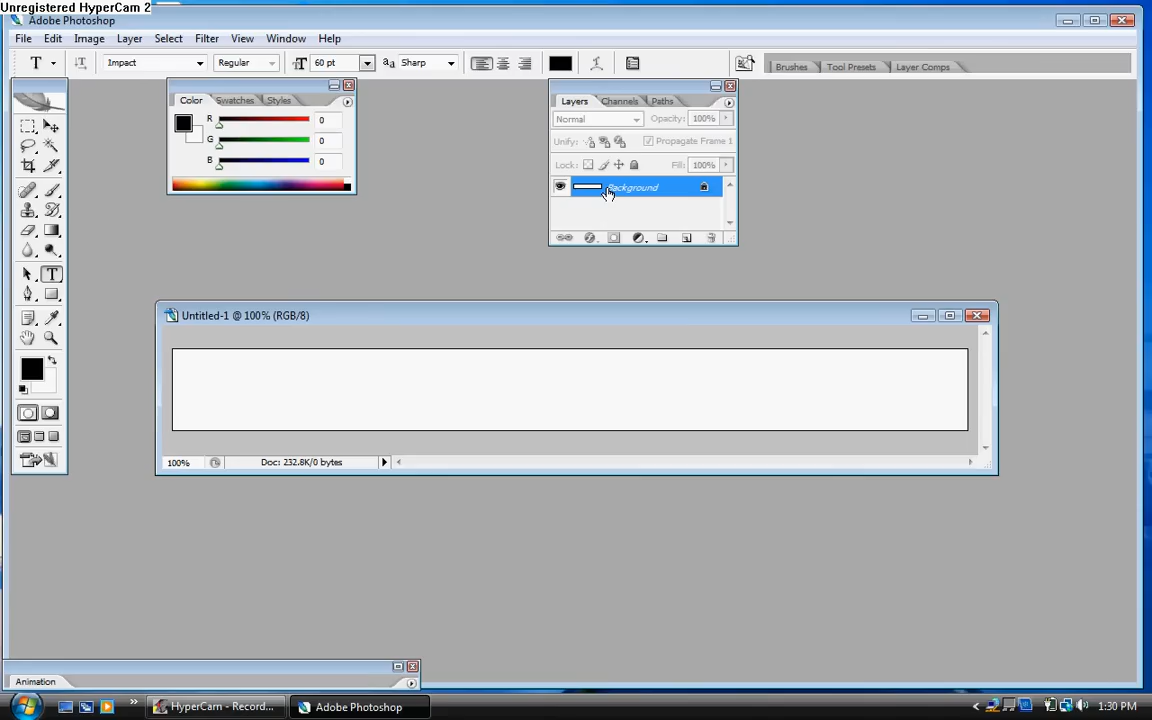 Unregistered HyperCam 2
Adobe Photoshop
File Edit Image Layer Select Filter View Window Help
T Impact Regular T 60 pt aa Sharp Brushes Tool Presets Layer Comps
Color Swatches Styles
R 0
G 0
B 0
Layers Channels Paths
Normal Opacity: 100%
Unify: Propagate Frame 1
Lock: Fill: 100%
Background
T
Untitled-1 @ 100% (RGB/8)
100% Doc: 232.8K/0 bytes
Animation
HyperCam - Record... Adobe Photoshop 1:30 PM